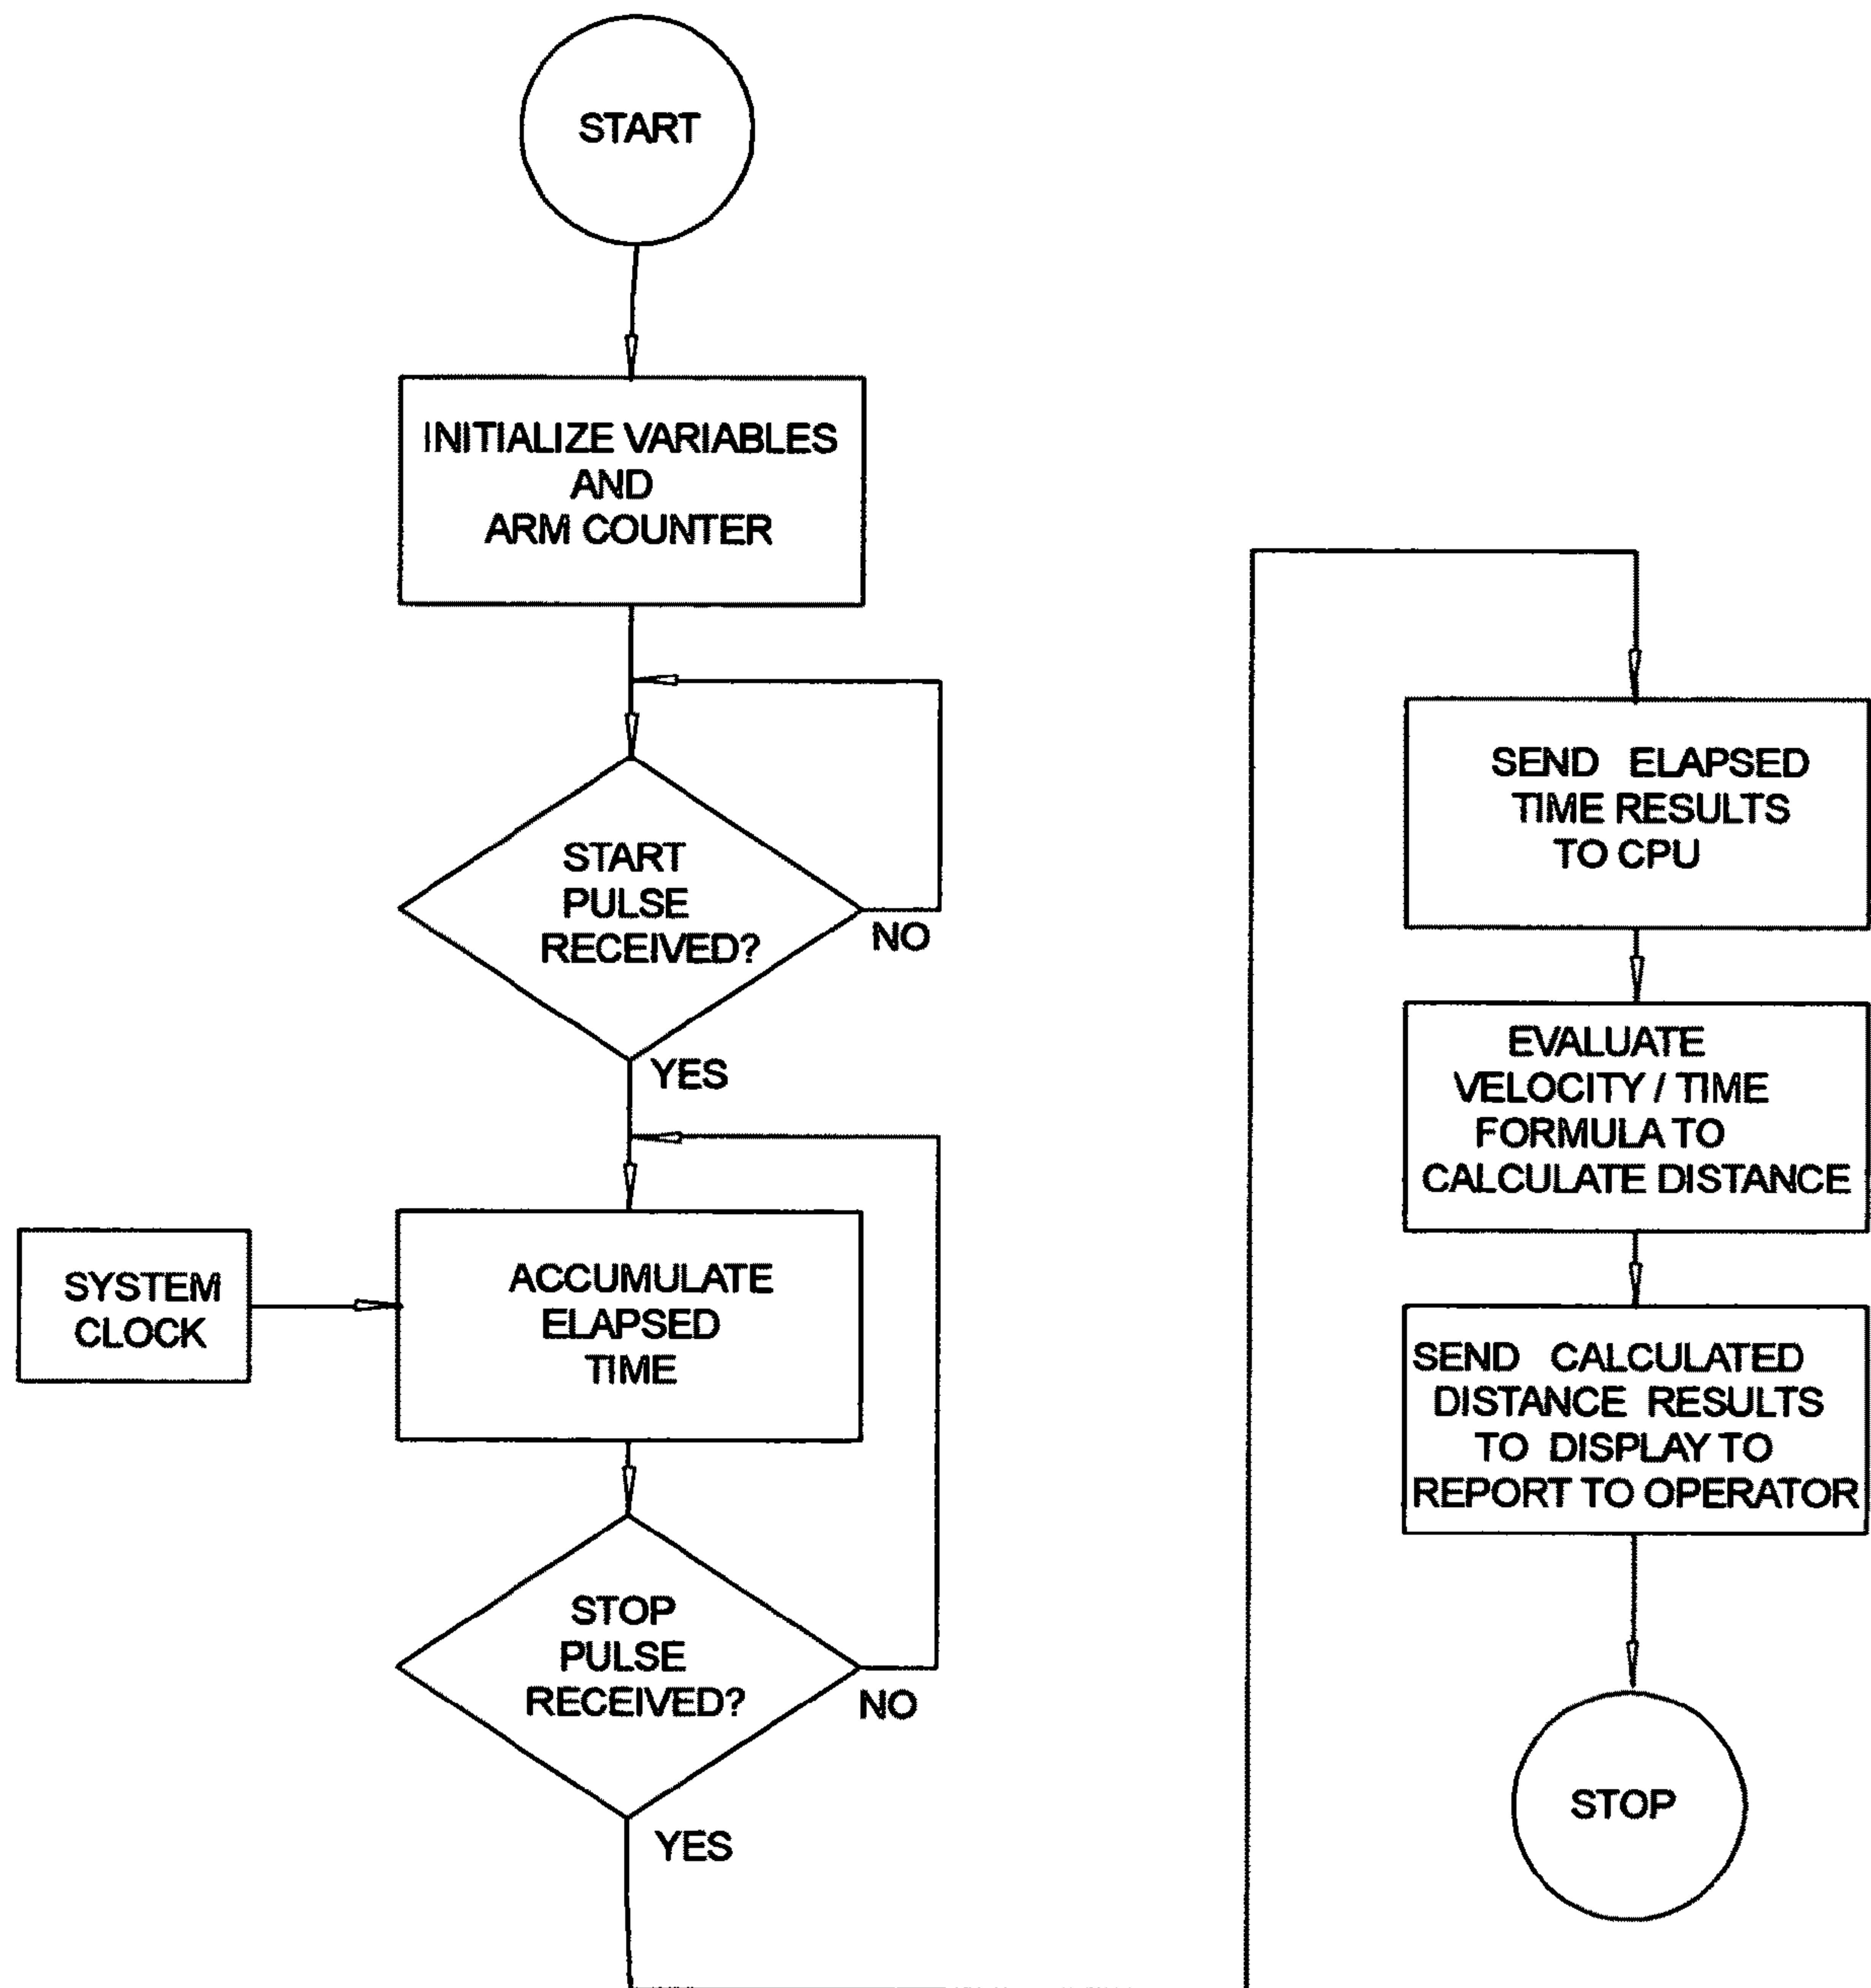 START
INITIALIZE VARIABLES
AND
ARM COUNTER
START
PULSE
RECEIVED?
NO
YES
SYSTEM
CLOCK
ACCUMULATE
ELAPSED
TIME
STOP
PULSE
RECEIVED?
NO
YES
SEND ELAPSED
TIME RESULTS
TO CPU
EVALUATE
VELOCITY / TIME
FORMULA TO
CALCULATE DISTANCE
SEND CALCULATED
DISTANCE RESULTS
TO DISPLAY TO
REPORT TO OPERATOR
STOP